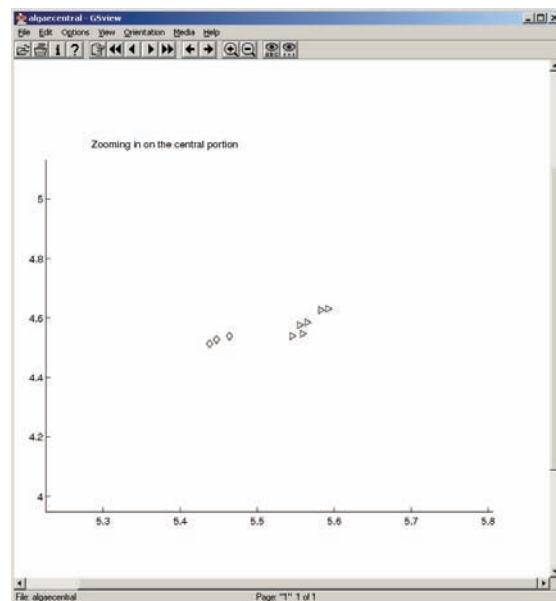 algaecentral - GSview
File Edit Options View Orientation Media Help
Zooming in on the central portion
5
4.8
4.6
4.4
4.2
4
5.3 5.4 5.5 5.6 5.7 5.8
File: algaecentral Page: "1" 1 of 1